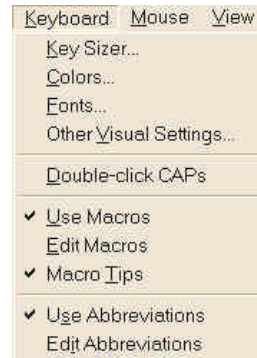 Keyboard Mouse View
Key Sizer...
Colors...
Fonts...
Other Visual Settings...
Double-click CAPs
Use Macros
Edit Macros
Macro Tips
Use Abbreviations
Edit Abbreviations